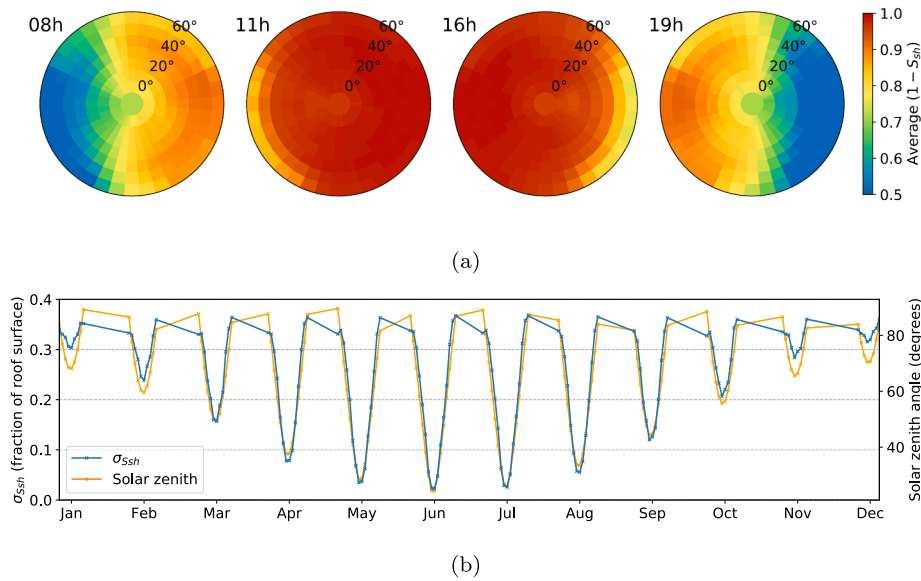 08h
60°
40°
20°
0°
11h
60°
40°
20°
0°
16h
60°
40°
20°
0°
19h
60°
40°
20°
0°
1.0
0.9
0.8
0.7
0.6
0.5
Average (1 − S_sh)
(a)
σ_Ssh (fraction of roof surface)
0.4
0.3
0.2
0.1
0.0
σ_Ssh
Solar zenith
80
60
40
Solar zenith angle (degrees)
Jan Feb Mar Apr May Jun Jul Aug Sep Oct Nov Dec
(b)